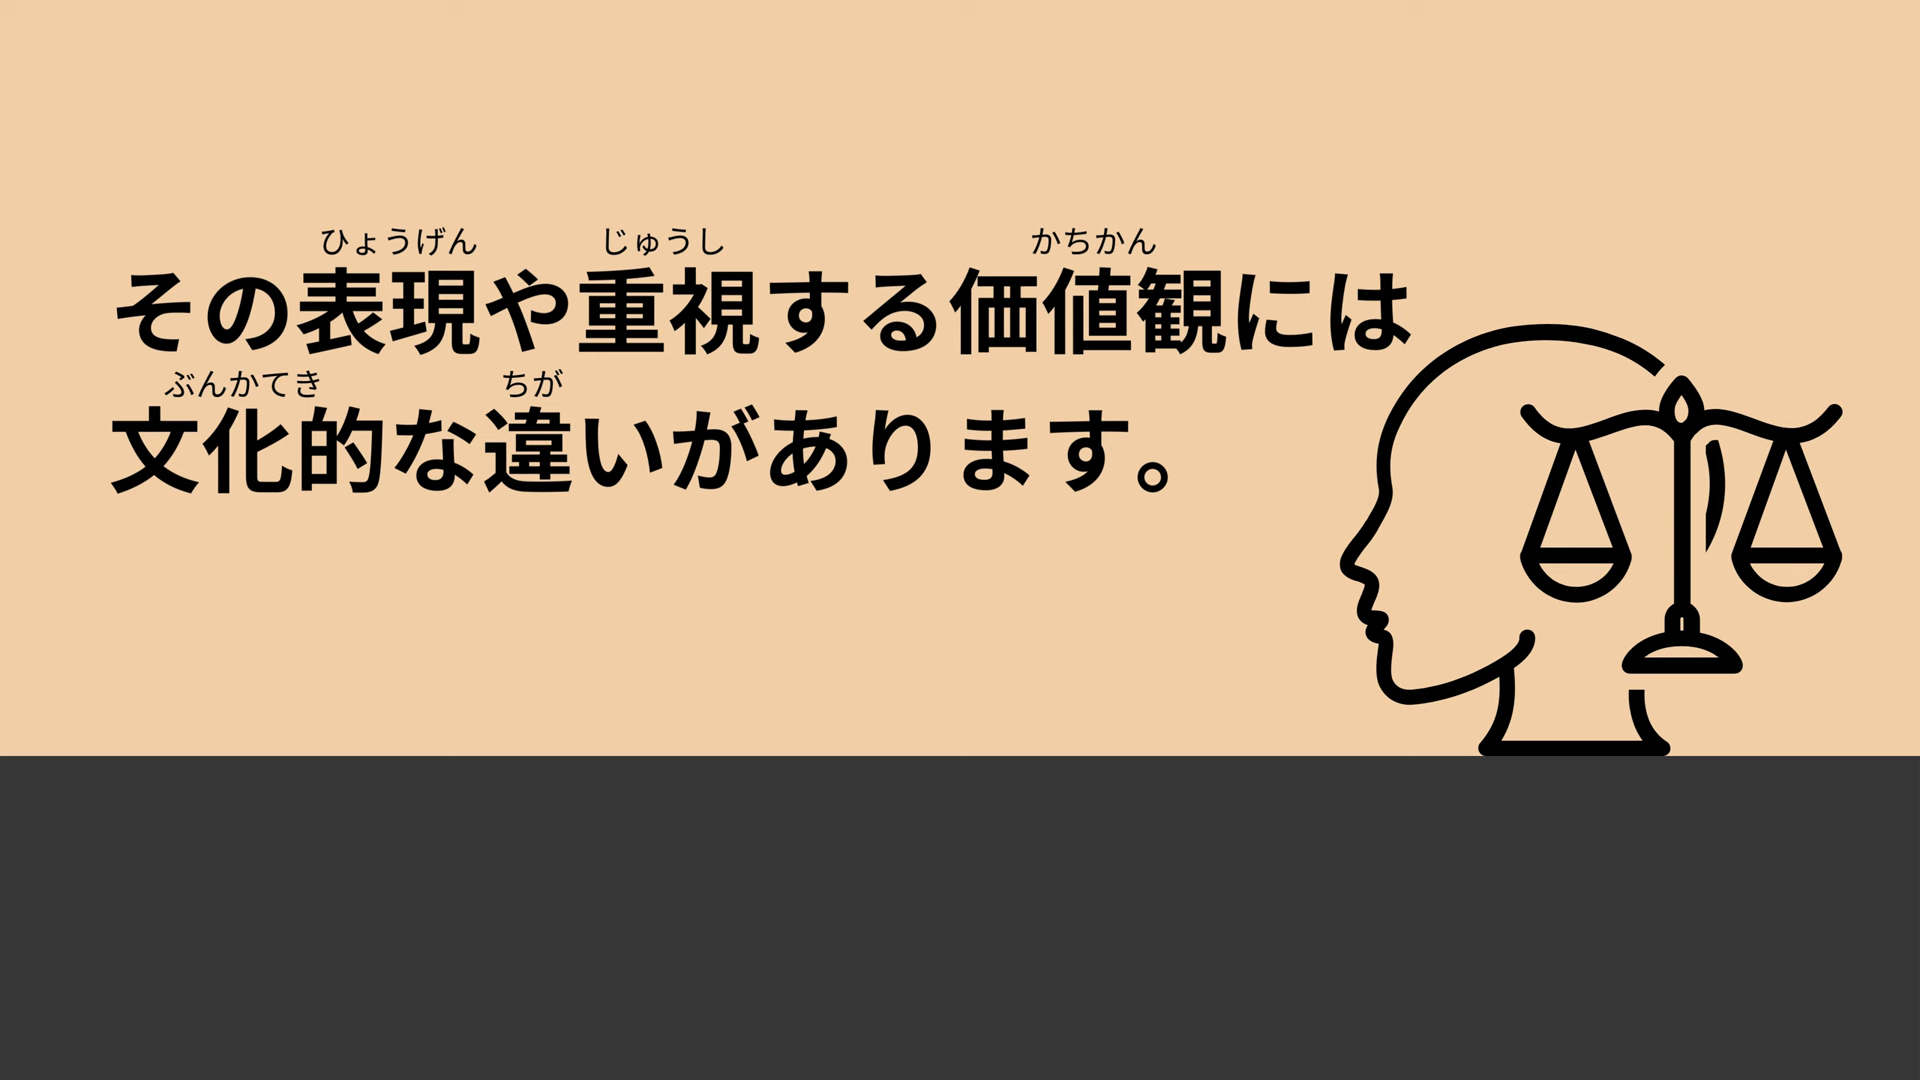 ひょうげん じゅうし かちかん
その表現や重視する価値観には
ぶんかてき ちが
文化的な違いがあります。